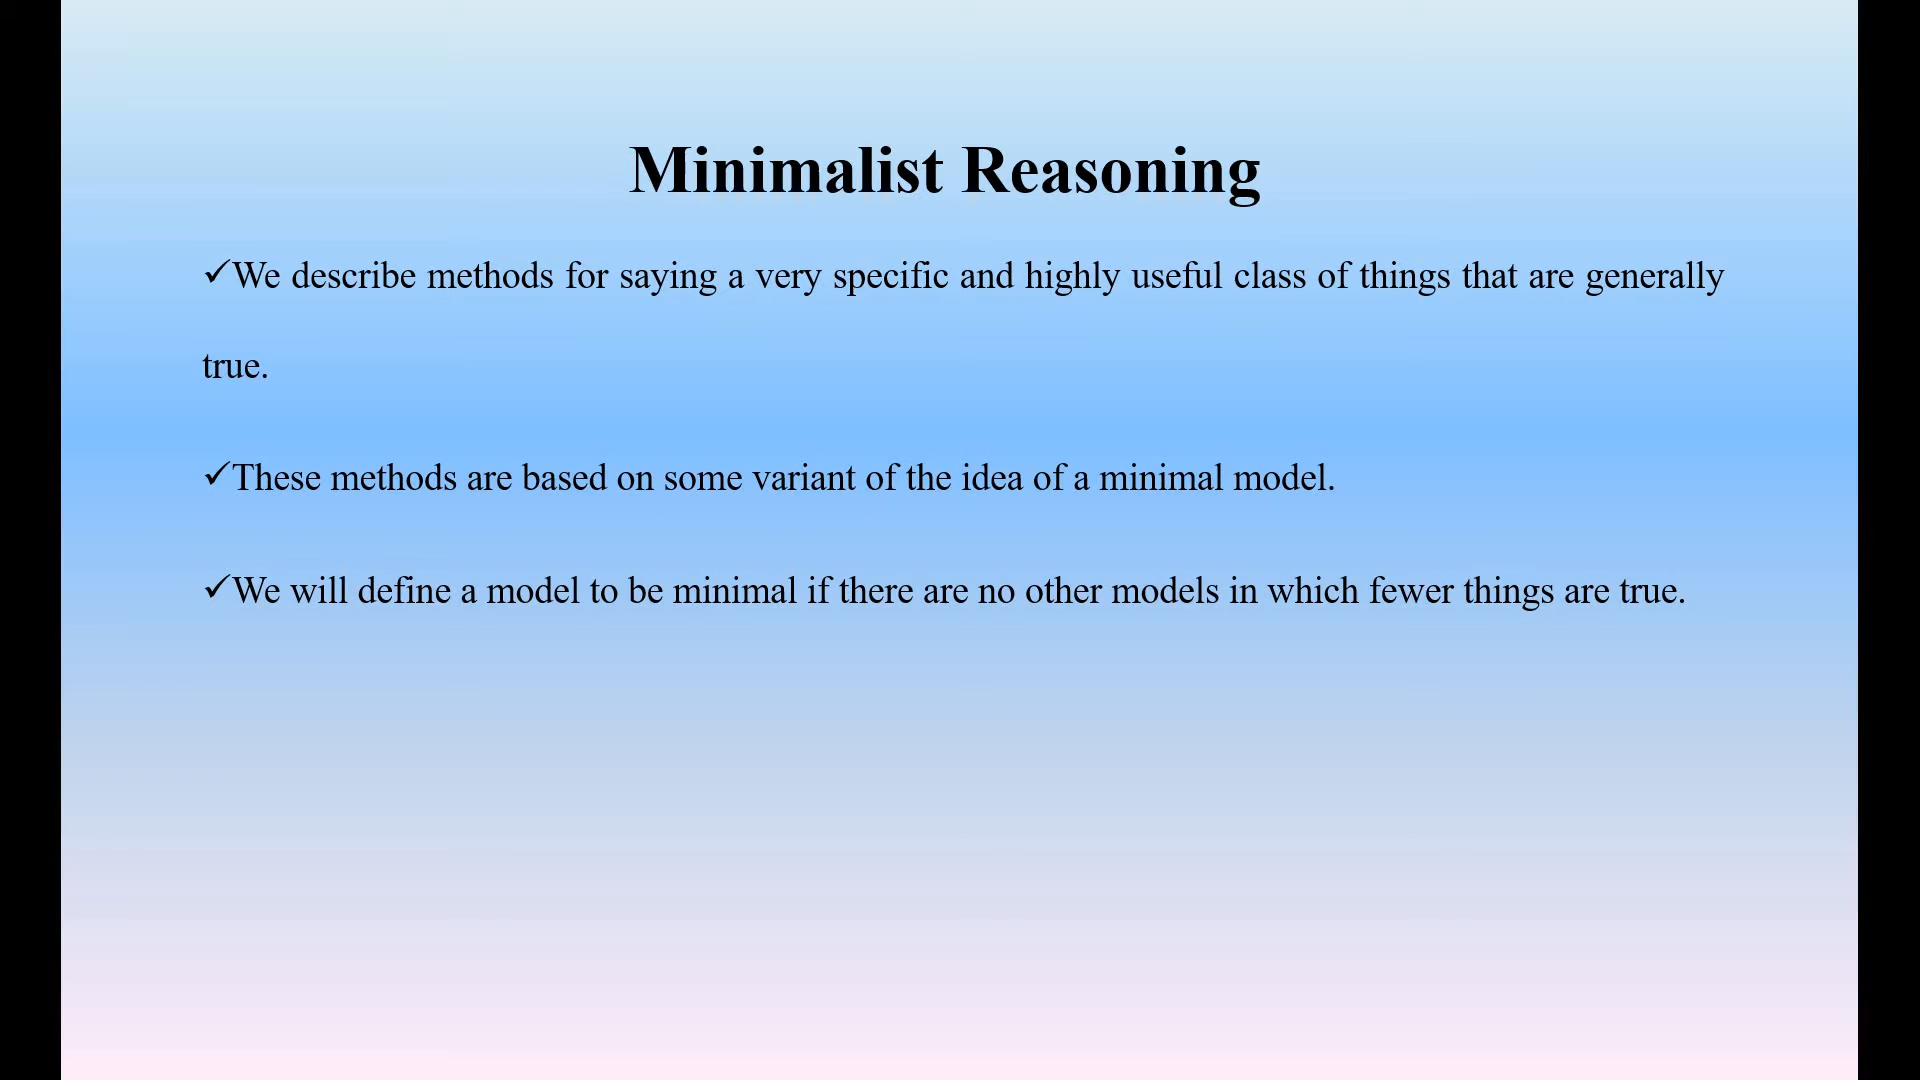 Minimalist Reasoning
✓We describe methods for saying a very specific and highly useful class of things that are generally
true.
✓These methods are based on some variant of the idea of a minimal model.
✓We will define a model to be minimal if there are no other models in which fewer things are true.